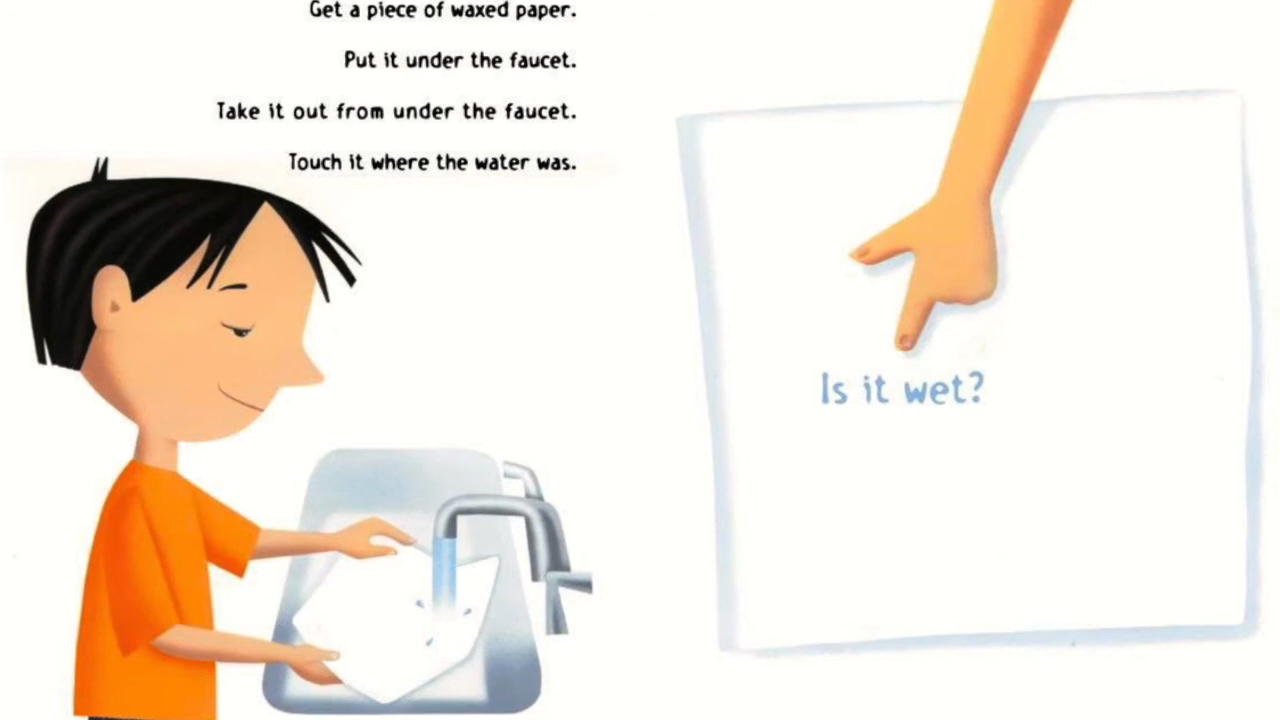 Get a piece of waxed paper.
Put it under the faucet.
Take it out from under the faucet.
Touch it where the water was.
Is it wet?